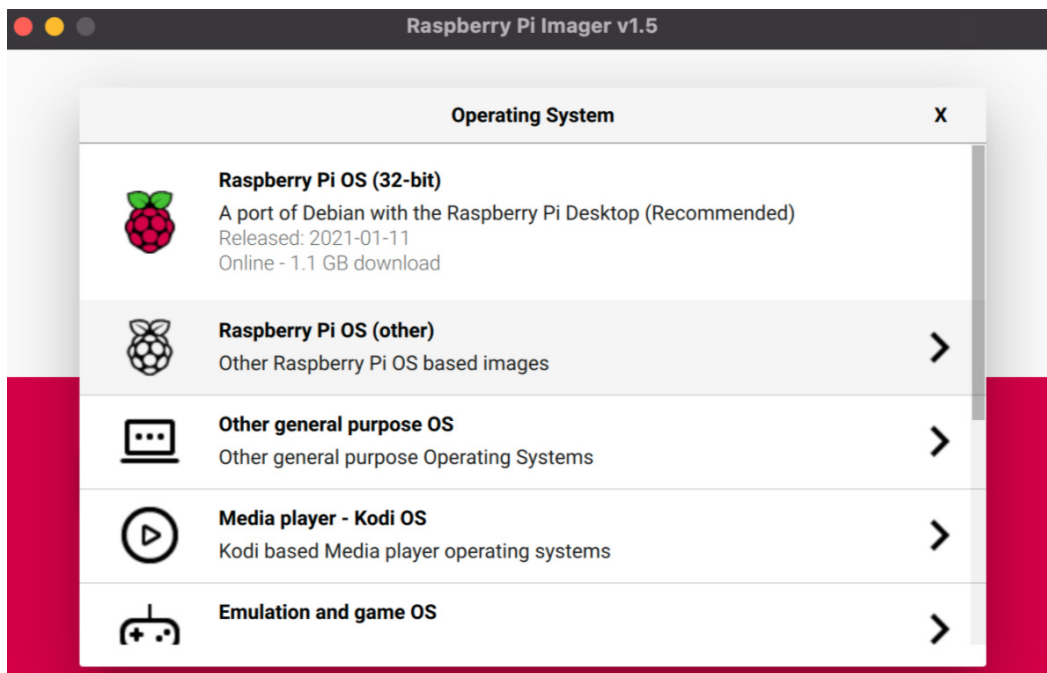 Raspberry Pi Imager v1.5
Operating System X
Raspberry Pi OS (32-bit)
A port of Debian with the Raspberry Pi Desktop (Recommended)
Released: 2021-01-11
Online - 1.1 GB download
Raspberry Pi OS (other)
Other Raspberry Pi OS based images
Other general purpose OS
Other general purpose Operating Systems
Media player - Kodi OS
Kodi based Media player operating systems
Emulation and game OS